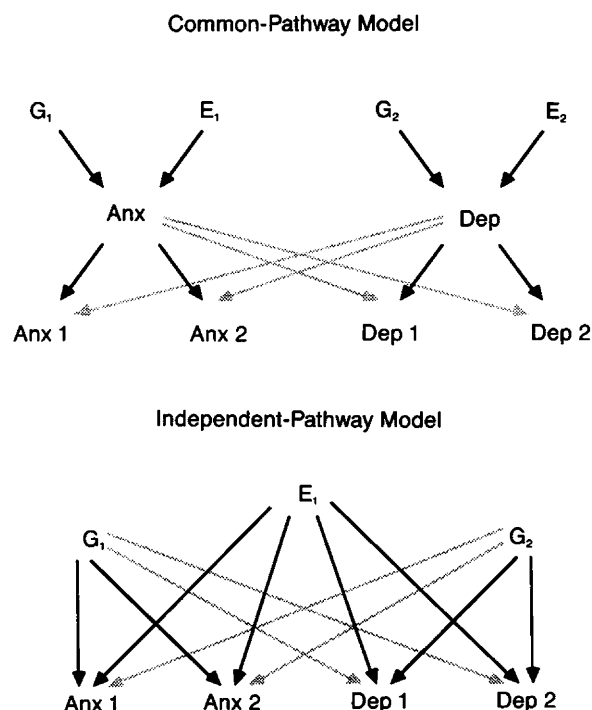 Common-Pathway Model
G₁ E₁ G₂ E₂
Anx Dep
Anx 1 Anx 2 Dep 1 Dep 2
Independent-Pathway Model
E₁
G₁ G₂
Anx 1 Anx 2 Dep 1 Dep 2